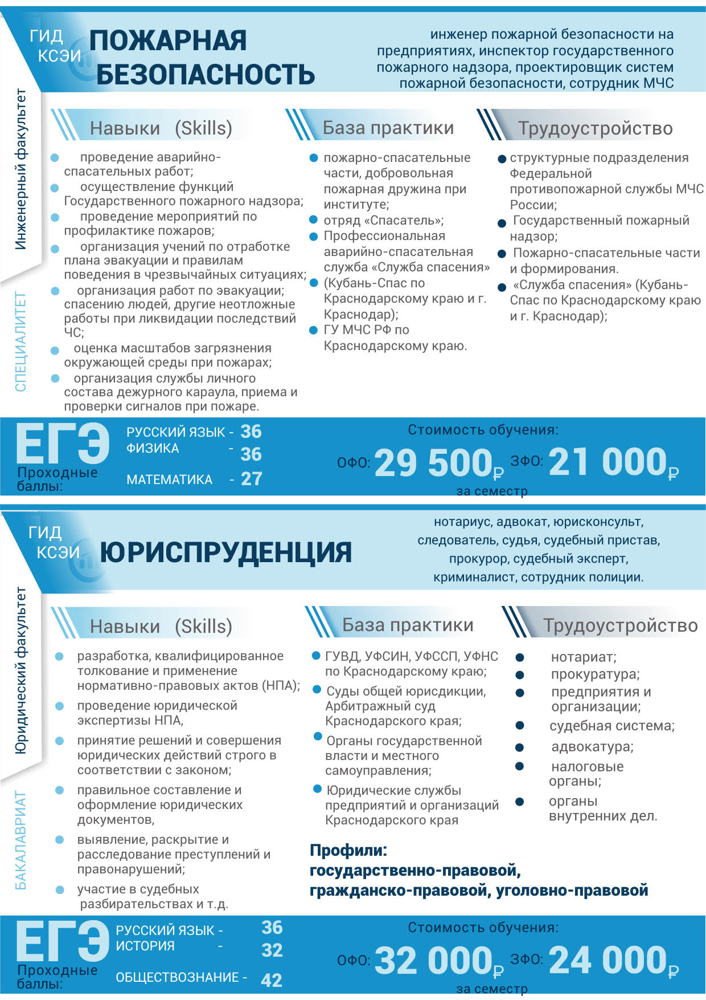 ГИД
КСЭИ
ПОЖАРНАЯ
БЕЗОПАСНОСТЬ
инженер пожарной безопасности на
предприятиях, инспектор государственного
пожарного надзора, проектировщик систем
пожарной безопасности, сотрудник МЧС
Инженерный факультет
СПЕЦИАЛИТЕТ
Навыки (Skills)
проведение аварийно-
спасательных работ;
осуществление функций
Государственного пожарного надзора;
проведение мероприятий по
профилактике пожаров;
организация учений по отработке
плана эвакуации и правилам
поведения в чрезвычайных ситуациях;
организация работ по эвакуации;
спасению людей, другие неотложные
работы при ликвидации последствий
ЧС;
оценка масштабов загрязнения
окружающей среды при пожарах;
организация службы личного
состава дежурного караула, приема и
проверки сигналов при пожаре.
База практики
пожарно-спасательные
части, добровольная
пожарная дружина при
институте;
отряд «Спасатель»;
Профессиональная
аварийно-спасательная
служба «Служба спасения»
(Кубань-Спас по
Краснодарскому краю и г.
Краснодар);
ГУ МЧС РФ по
Краснодарскому краю.
Трудоустройство
структурные подразделения
Федеральной
противопожарной службы МЧС
России;
Государственный пожарный
надзор;
Пожарно-спасательные части
и формирования.
«Служба спасения» (Кубань-
Спас по Краснодарскому краю
и г. Краснодар);
ЕГЭ
Проходные
баллы:
РУССКИЙ ЯЗЫК - 36
ФИЗИКА - 36
МАТЕМАТИКА - 27
Стоимость обучения:
ОФО: 29 500₽ ЗФО: 21 000₽
за семестр
ГИД
КСЭИ
ЮРИСПРУДЕНЦИЯ
нотариус, адвокат, юрисконсульт,
следователь, судья, судебный пристав,
прокурор, судебный эксперт,
криминалист, сотрудник полиции.
Юридический факультет
БАКАЛАВРИАТ
Навыки (Skills)
разработка, квалифицированное
толкование и применение
нормативно-правовых актов (НПА);
проведение юридической
экспертизы НПА,
принятие решений и совершения
юридических действий строго в
соответствии с законом;
правильное составление и
оформление юридических
документов,
выявление, раскрытие и
расследование преступлений и
правонарушений;
участие в судебных
разбирательствах и т.д.
База практики
ГУВД, УФСИН, УФССП, УФНС
по Краснодарскому краю;
Суды общей юрисдикции,
Арбитражный суд
Краснодарского края;
Органы государственной
власти и местного
самоуправления;
Юридические службы
предприятий и организаций
Краснодарского края
Трудоустройство
нотариат;
прокуратура;
предприятия и
организации;
судебная система;
адвокатура;
налоговые
органы;
органы
внутренних дел.
Профили:
государственно-правовой,
гражданско-правовой, уголовно-правовой
ЕГЭ
Проходные
баллы:
РУССКИЙ ЯЗЫК - 36
ИСТОРИЯ - 32
ОБЩЕСТВОЗНАНИЕ - 42
Стоимость обучения:
ОФО: 32 000₽ ЗФО: 24 000₽
за семестр